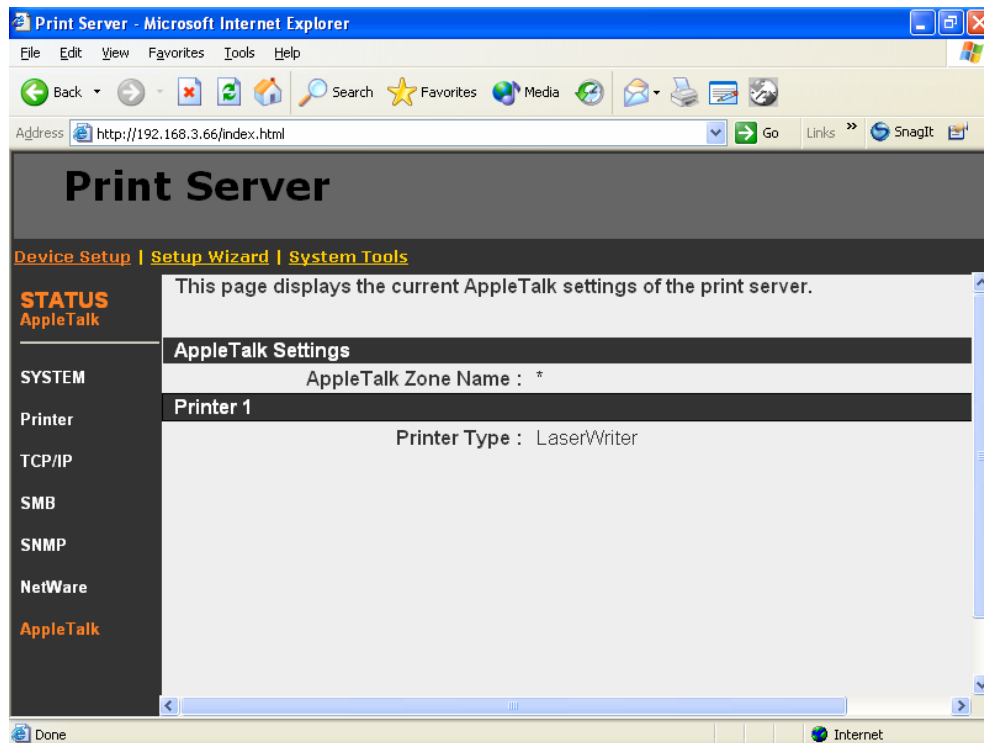 Print Server - Microsoft Internet Explorer
File Edit View Favorites Tools Help
Back Search Favorites Media
Address http://192.168.3.66/index.html Go Links » SnagIt
Print Server
Device Setup | Setup Wizard | System Tools
STATUS
AppleTalk
SYSTEM
Printer
TCP/IP
SMB
SNMP
NetWare
AppleTalk
This page displays the current AppleTalk settings of the print server.
AppleTalk Settings
AppleTalk Zone Name : *
Printer 1
Printer Type : LaserWriter
Done Internet